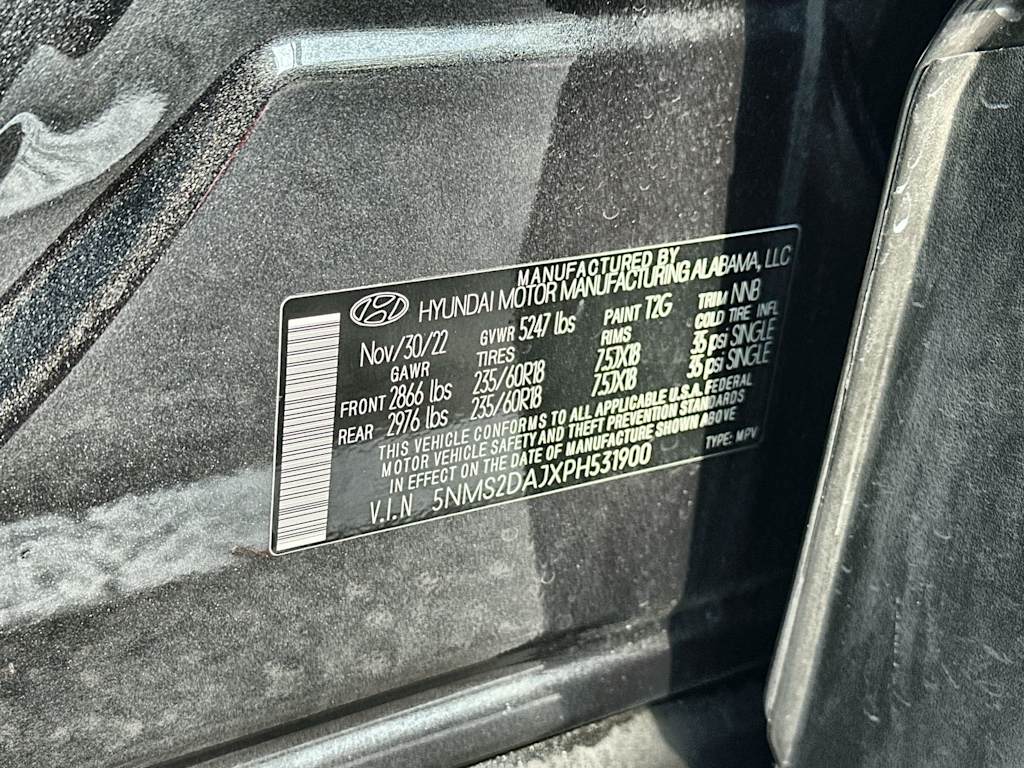 MANUFACTURED BY
HYUNDAI MOTOR MANUFACTURING ALABAMA, LLC
Nov/30/22 GVWR 5247 lbs PAINT T2G TRIM NNB
GAWR TIRES RIMS COLD TIRE INFL
FRONT 2866 lbs 235/60R18 7.5JX18 35 psi SINGLE
REAR 2976 lbs 235/60R18 7.5JX18 35 psi SINGLE
THIS VEHICLE CONFORMS TO ALL APPLICABLE U.S.A. FEDERAL
MOTOR VEHICLE SAFETY AND THEFT PREVENTION STANDARDS
IN EFFECT ON THE DATE OF MANUFACTURE SHOWN ABOVE
V.I.N 5NMS2DAJXPH531900 TYPE: MPV